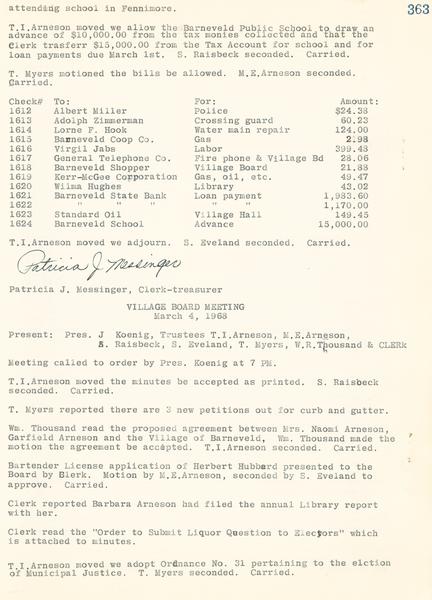 363
attending school in Fennimore.
T.I.Arneson moved we allow the Barneveld Public School to draw an
advance of $10,000.00 from the tax monies collected and that the
Clerk trasferr $15,000.00 from the Tax Account for school and for
loan payments due March 1st. S. Raisbeck seconded. Carried.
T. Myers motioned the bills be allowed. M.E.Arneson seconded.
Carried.
Check# To: For: Amount:
1612 Albert Miller Police $24.38
1613 Adolph Zimmerman Crossing guard 60.23
1614 Lorne F. Hook Water main repair 124.00
1615 Barneveld Coop Co. Gas 2.98
1616 Virgil Jabs Labor 399.43
1617 General Telephone Co. Fire phone & Village Bd 28.06
1618 Barneveld Shopper Village Board 21.88
1619 Kerr-McGee Corporation Gas, oil, etc. 49.47
1620 Wilma Hughes Library 43.02
1621 Barneveld State Bank Loan payment 1,983.60
1622 " " " " " 1,170.00
1623 Standard Oil Village Hall 149.45
1624 Barneveld School Advance 15,000.00
T.I.Arneson moved we adjourn. S. Eveland seconded. Carried.
Patricia J. Messinger
Patricia J. Messinger, Clerk-treasurer
VILLAGE BOARD MEETING
March 4, 1968
Present: Pres. J Koenig, Trustees T.I.Arneson, M.E.Arneson,
S. Raisbeck, S. Eveland, T. Myers, W.R.Thousand & CLERK
Meeting called to order by Pres. Koenig at 7 PM.
T.I.Arneson moved the minutes be accepted as printed. S. Raisbeck
seconded. Carried.
T. Myers reported there are 3 new petitions out for curb and gutter.
Wm. Thousand read the proposed agreement between Mrs. Naomi Arneson,
Garfield Arneson and the Village of Barneveld, Wm. Thousand made the
motion the agreement be accepted. T.I.Arneson seconded. Carried.
Bartender License application of Herbert Hubbard presented to the
Board by Clerk. Motion by M.E.Arneson, seconded by S. Eveland to
approve. Carried.
Clerk reported Barbara Arneson had filed the annual Library report
with her.
Clerk read the "Order to Submit Liquor Question to Electors" which
is attached to minutes.
T.I.Arneson moved we adopt Ordnance No. 31 pertaining to the elction
of Municipal Justice. T. Myers seconded. Carried.